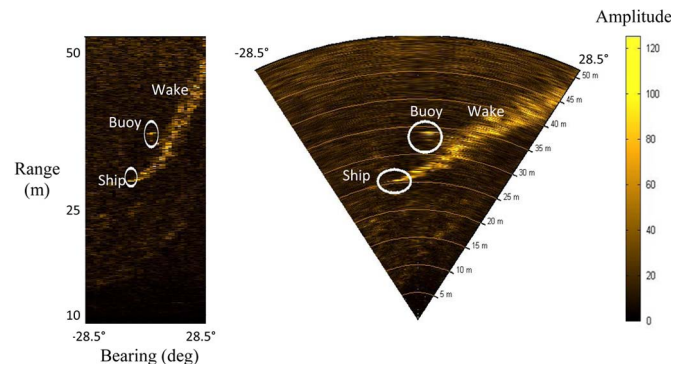 Amplitude
50
Wake
Buoy
Ship
Range
(m)
25
10
-28.5°
28.5°
Bearing (deg)
-28.5°
28.5°
Buoy
Wake
Ship
50 m
45 m
40 m
35 m
30 m
25 m
20 m
15 m
10 m
5 m
120
100
80
60
40
20
0